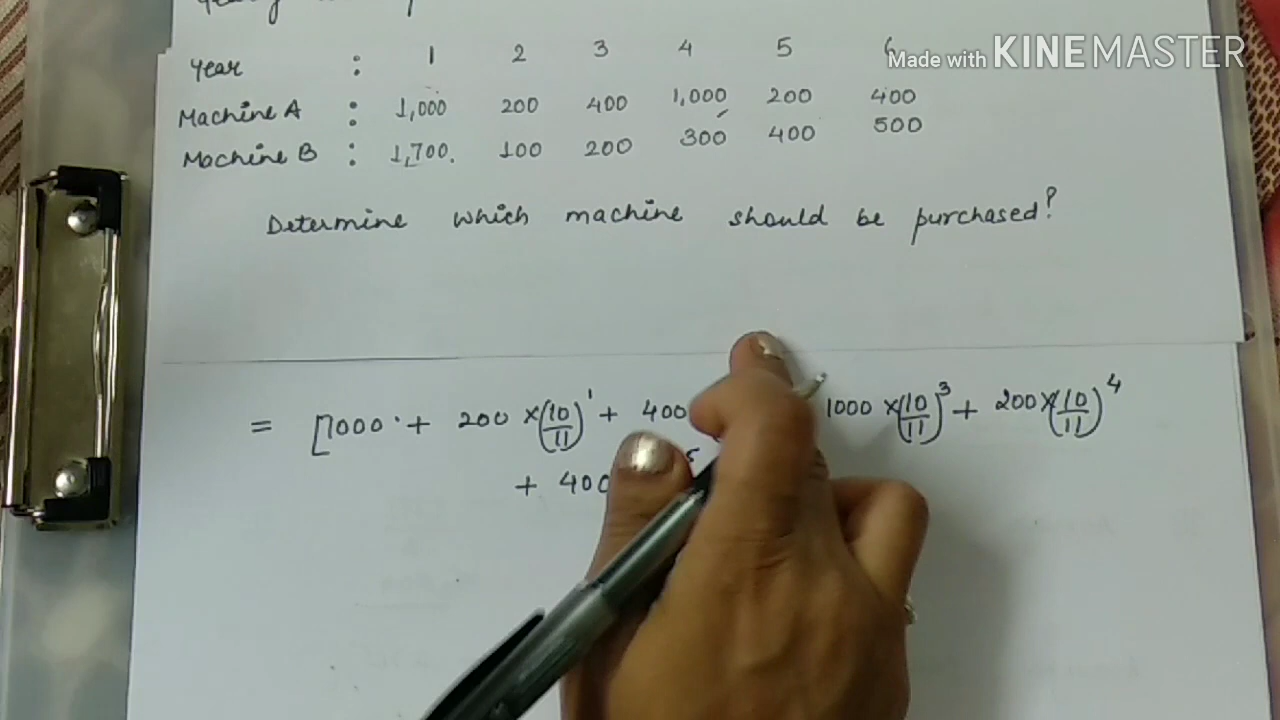 Made with KINEMASTER
Year : 1 2 3 4 5
Machine A : 1,000 200 400 1,000 200 400
Machine B : 1,700. 100 200 300 400 500
Determine which machine should be purchased?
= [1000 + 200 × (10/11)^1 + 400 1000 × (10/11)^3 + 200 × (10/11)^4
+ 400